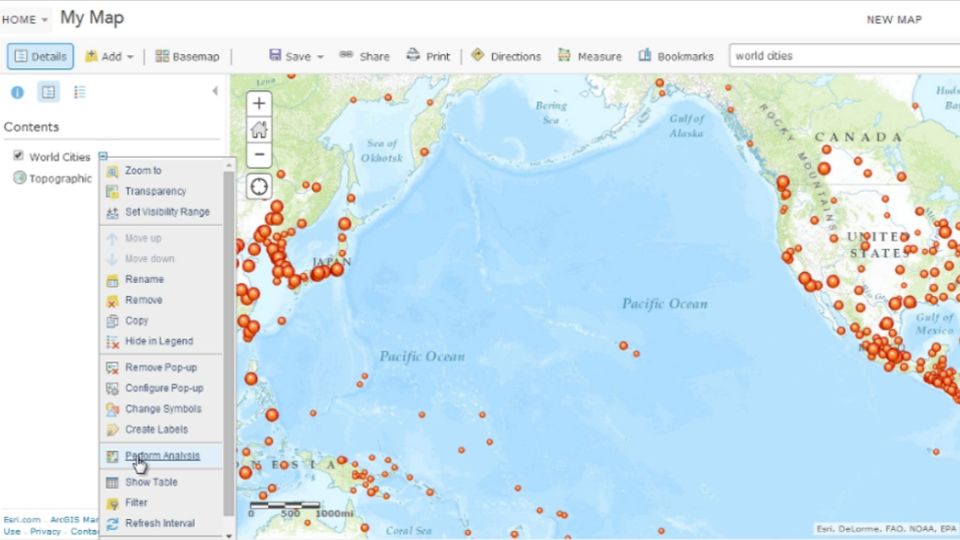 HOME
My Map
NEW MAP
Details
Add
Basemap
Save
Share
Print
Directions
Measure
Bookmarks
world cities
Contents
World Cities
Topographic
Zoom to
Transparency
Set Visibility Range
Move up
Move down
Rename
Remove
Copy
Hide in Legend
Remove Pop-up
Configure Pop-up
Change Symbols
Create Labels
Perform Analysis
Show Table
Filter
Refresh Interval
Esri.com . ArcGIS Mar
Use . Privacy . Contac
Lena
Sea of
Okhotsk
Bering
Sea
Gulf of
Alaska
ROCKY MOUNTAINS
CANADA
Huds
Bay
UNITED
STATES
JAPAN
Pacific Ocean
Pacific Ocean
Gulf of
Mexico
ONESIA
Coral Sea
0 500 1000mi
Esri, DeLorme, FAO, NOAA, EPA